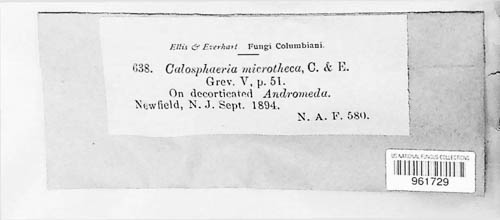 Ellis & Everhart Fungi Columbiani.
638. Calosphaeria microtheca, C. & E.
Grev. V, p. 51.
On decorticated Andromeda.
Newfield, N. J. Sept. 1894.
N. A. F. 580.
US NATIONAL FUNGUS COLLECTIONS
961729